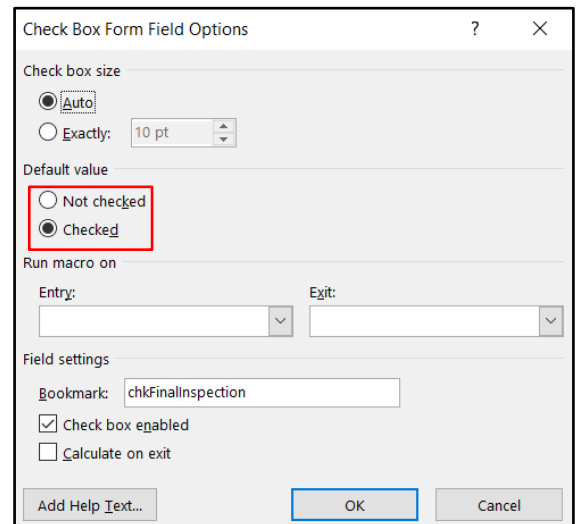 Check Box Form Field Options ?
Check box size
Auto
Exactly: 10 pt
Default value
Not checked
Checked
Run macro on
Entry: Exit:
Field settings
Bookmark: chkFinalInspection
Check box enabled
Calculate on exit
Add Help Text... OK Cancel